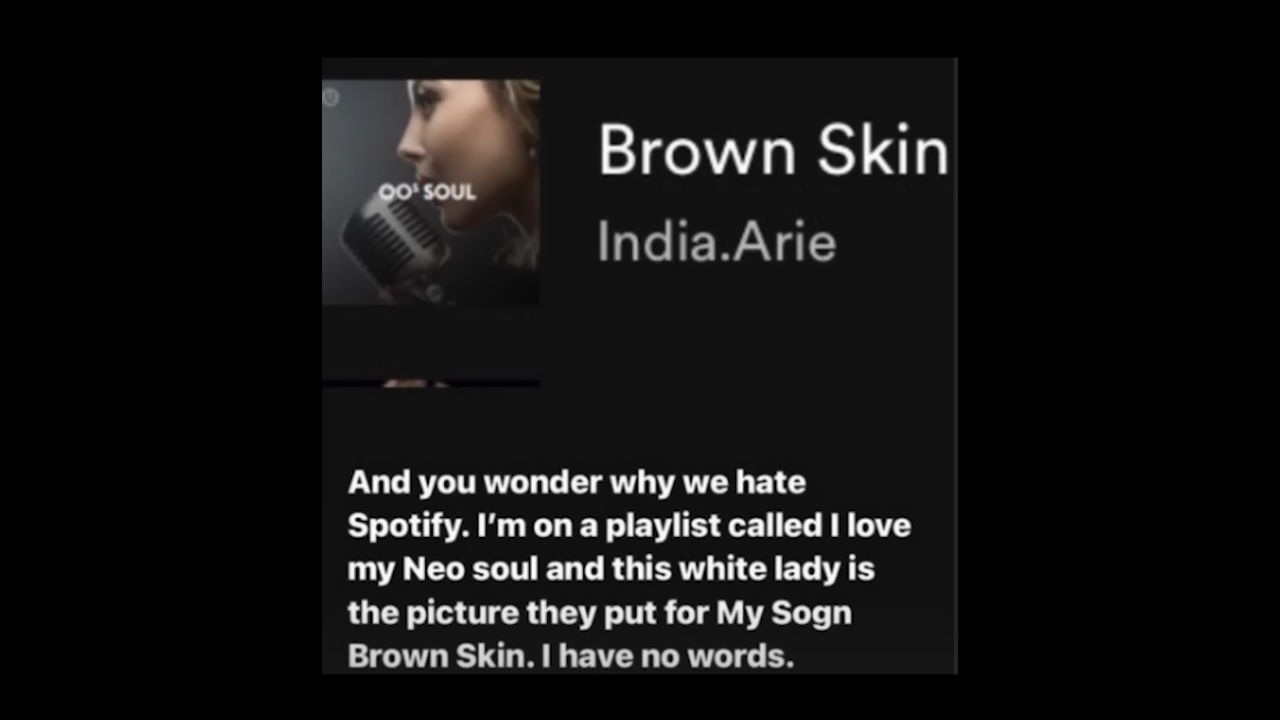 00s SOUL
Brown Skin
India.Arie
And you wonder why we hate
Spotify. I'm on a playlist called I love
my Neo soul and this white lady is
the picture they put for My Sogn
Brown Skin. I have no words.